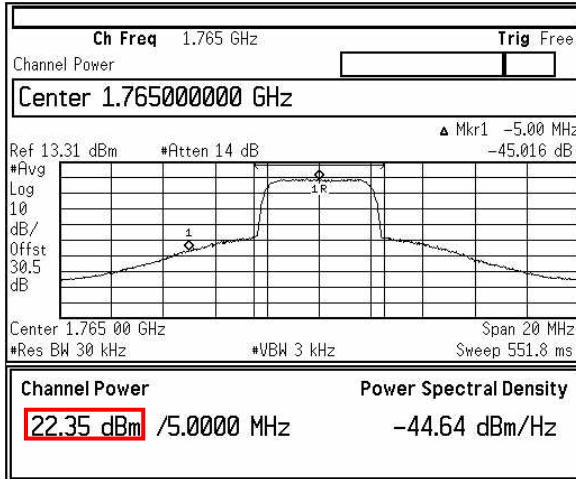 Ch Freq 1.765 GHz Trig Free
Channel Power
Center 1.765000000 GHz
Δ Mkr1 -5.00 MHz
Ref 13.31 dBm #Atten 14 dB -45.016 dB
#Avg
Log
10
dB/
Offst
30.5
dB
1R
1
Center 1.765 00 GHz Span 20 MHz
#Res BW 30 kHz #VBW 3 kHz Sweep 551.8 ms
Channel Power Power Spectral Density
22.35 dBm /5.0000 MHz -44.64 dBm/Hz